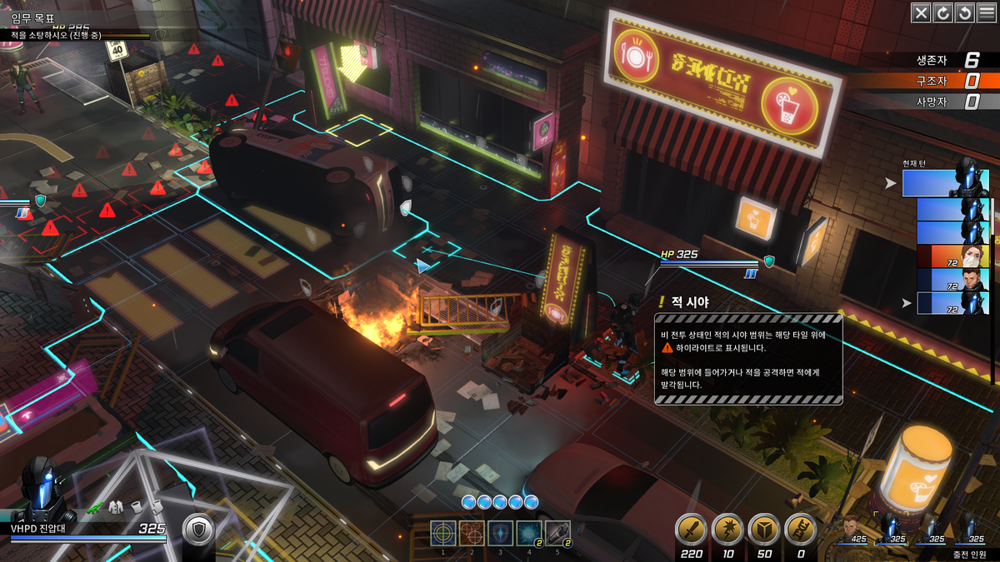 임무 목표
적을 소탕하시오 (진행 중)
40
생존자 6
구조자 0
사망자 0
현재 턴
72
72
72
HP 325
! 적 시야
비 전투 상태인 적의 시야 범위는 해당 타일 위에
하이라이트로 표시됩니다.
해당 범위에 들어가거나 적을 공격하면 적에게
발각됩니다.
VHPD 진압대 325
1 2 3 4 5
2 2
220 10 50 0
EXE
425 325 325 325
출전 인원